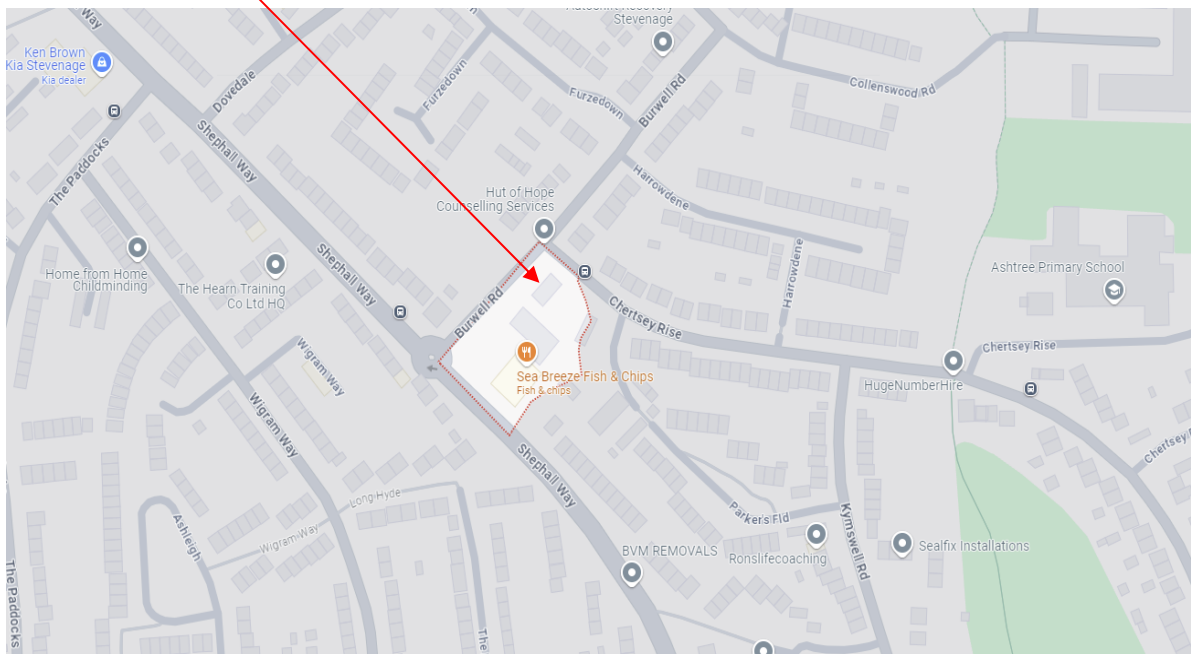 Way
Stevenage
Ken Brown
Kia Stevenage
Kia dealer
Dovedale
Furzedown
Furzedown
Burwell Rd
Collenswood Rd
The Paddocks
Shephall Way
Harrowdene
Hut of Hope
Counselling Services
Home from Home
Childminding
The Hearn Training
Co Ltd HQ
Shephall Way
Burwell Rd
Harrowdene
Ashtree Primary School
Chertsey Rise
Chertsey Rise
Wigram Way
Sea Breeze Fish & Chips
Fish & chips
HugeNumberHire
Wigram Way
Shephall Way
Chertsey
Long Hyde
Wigram Way
Ashleigh
Parker's Fld
Kymswell Rd
BVM REMOVALS
Ronslifecoaching
Sealfix Installations
The Paddocks
The